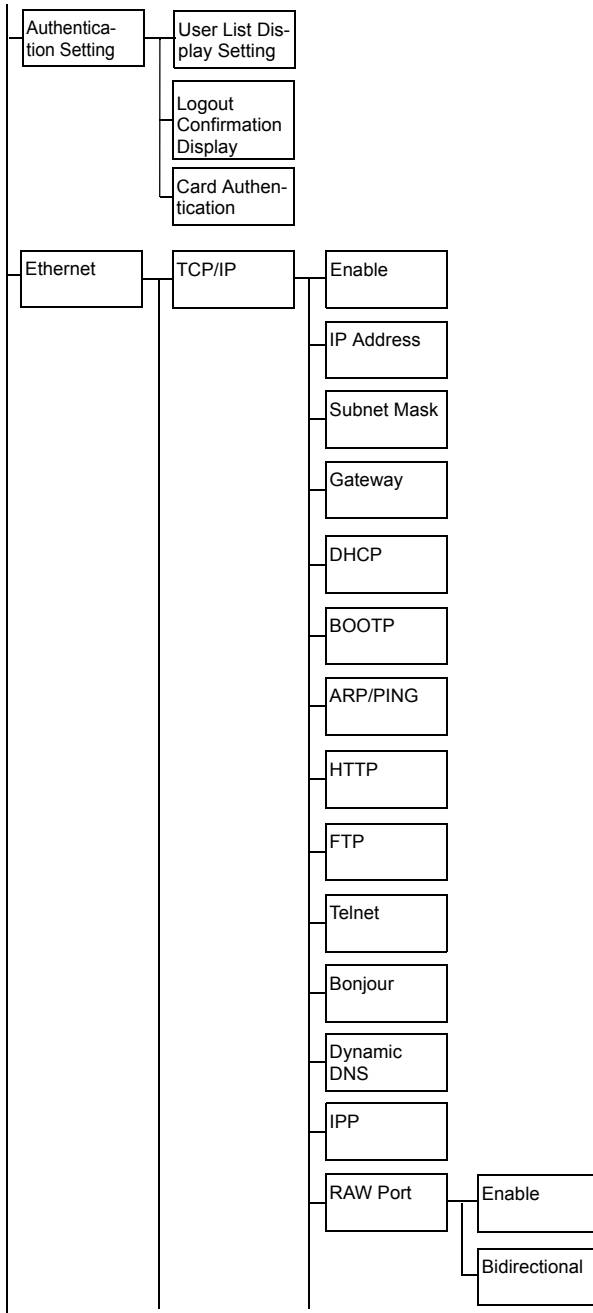 Authentica-
tion Setting
User List Dis-
play Setting
Logout
Confirmation
Display
Card Authen-
tication
Ethernet
TCP/IP
Enable
IP Address
Subnet Mask
Gateway
DHCP
BOOTP
ARP/PING
HTTP
FTP
Telnet
Bonjour
Dynamic
DNS
IPP
RAW Port
Enable
Bidirectional